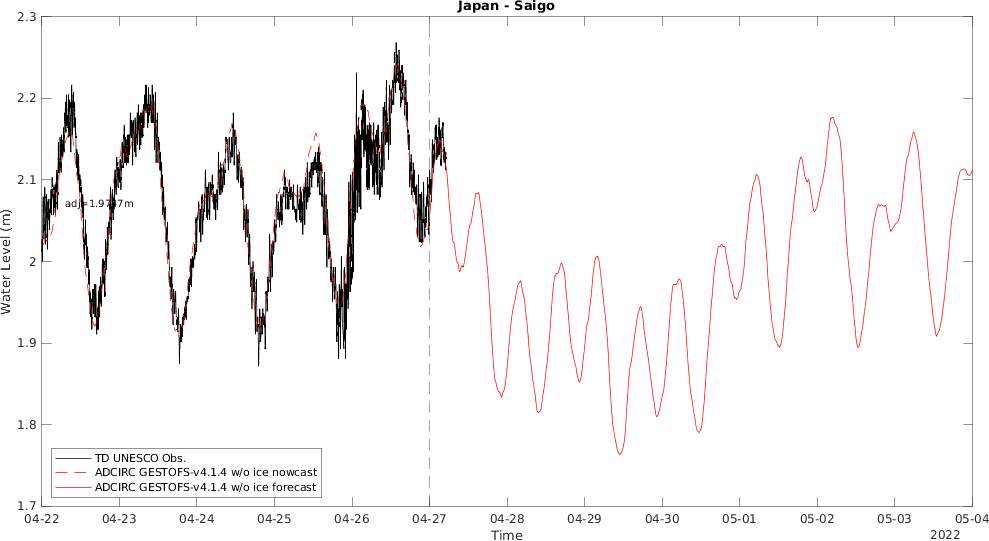 Japan - Saigo
2.3
2.2
2.1
2
1.9
1.8
1.7
Water Level (m)
TD UNESCO Obs.
ADCIRC GESTOFS-v4.1.4 w/o ice nowcast
ADCIRC GESTOFS-v4.1.4 w/o ice forecast
04-22 04-23 04-24 04-25 04-26 04-27 04-28 04-29 04-30 05-01 05-02 05-03 05-04
Time
2022